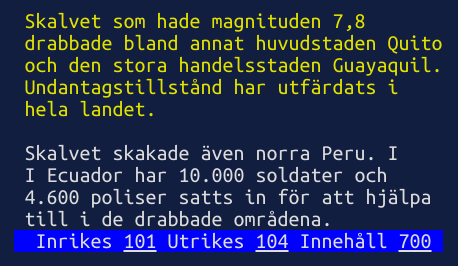 Skalvet som hade magnituden 7,8
drabbade bland annat huvudstaden Quito
och den stora handelsstaden Guayaquil.
Undantagstillstånd har utfärdats i
hela landet.
Skalvet skakade även norra Peru. I
I Ecuador har 10.000 soldater och
4.600 poliser satts in för att hjälpa
till i de drabbade områdena.
Inrikes 101 Utrikes 104 Innehåll 700